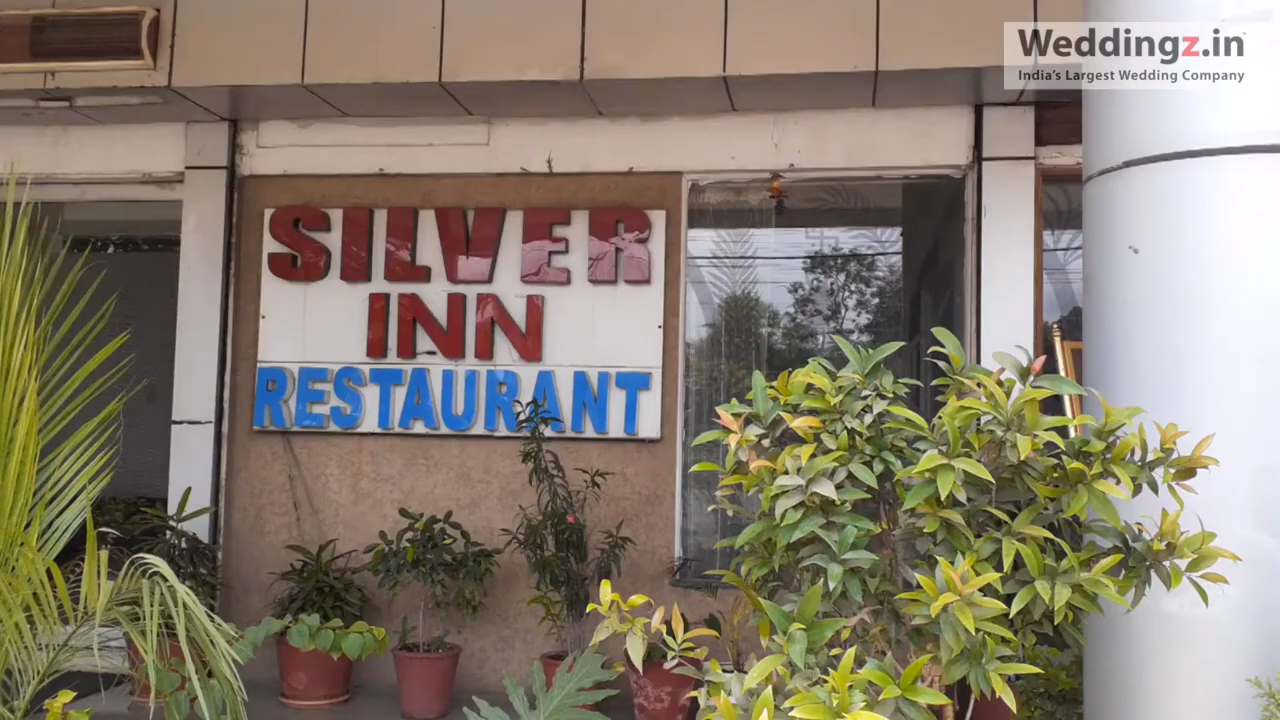 Weddingz.in
India's Largest Wedding Company
SILVER
INN
RESTAURANT